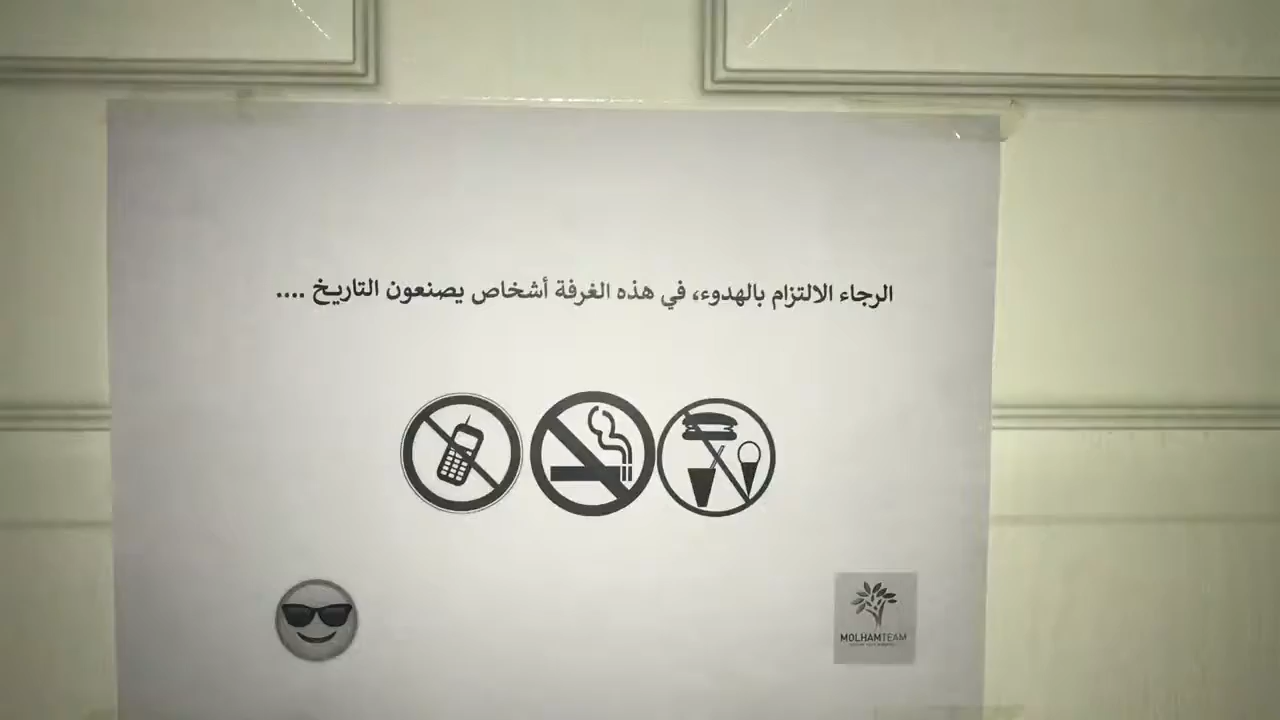 الرجاء الالتزام بالهدوء، في هذه الغرفة أشخاص يصنعون التاريخ ....
MOLHAMTEAM